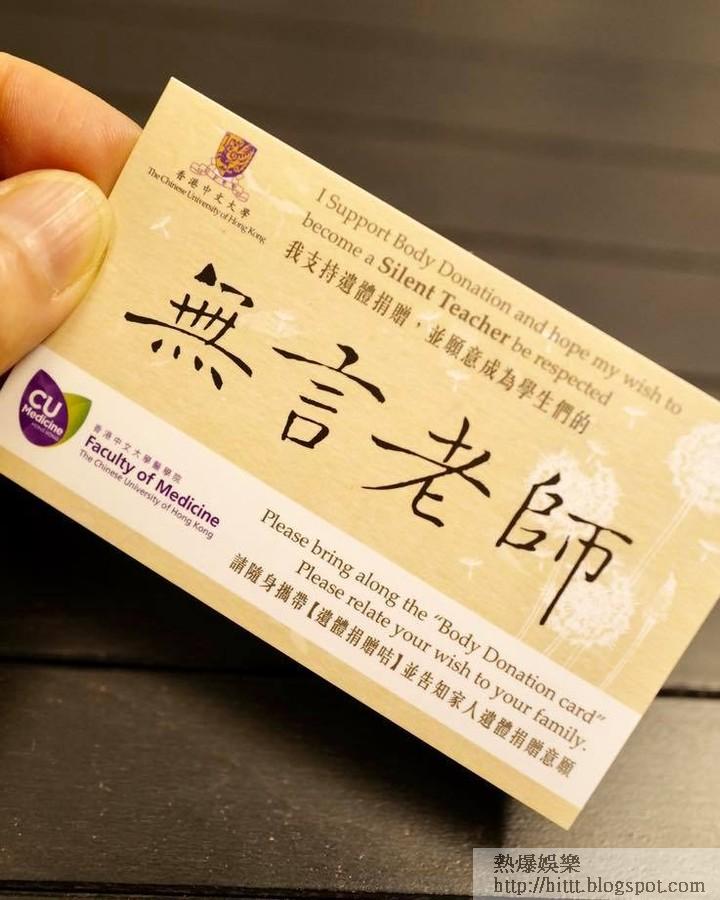 香港中文大學
The Chinese University of Hong Kong
I Support Body Donation and hope my wish to
become a Silent Teacher be respected
我支持遺體捐贈，並願意成為學生們的
無言老師
CU
Medicine
HONG KONG
香港中文大學醫學院
Faculty of Medicine
The Chinese University of Hong Kong
Please bring along the “Body Donation card”
Please relate your wish to your family.
請隨身攜帶【遺體捐贈咭】並告知家人遺體捐贈意願
熱爆娛樂
http://hittt.blogspot.com